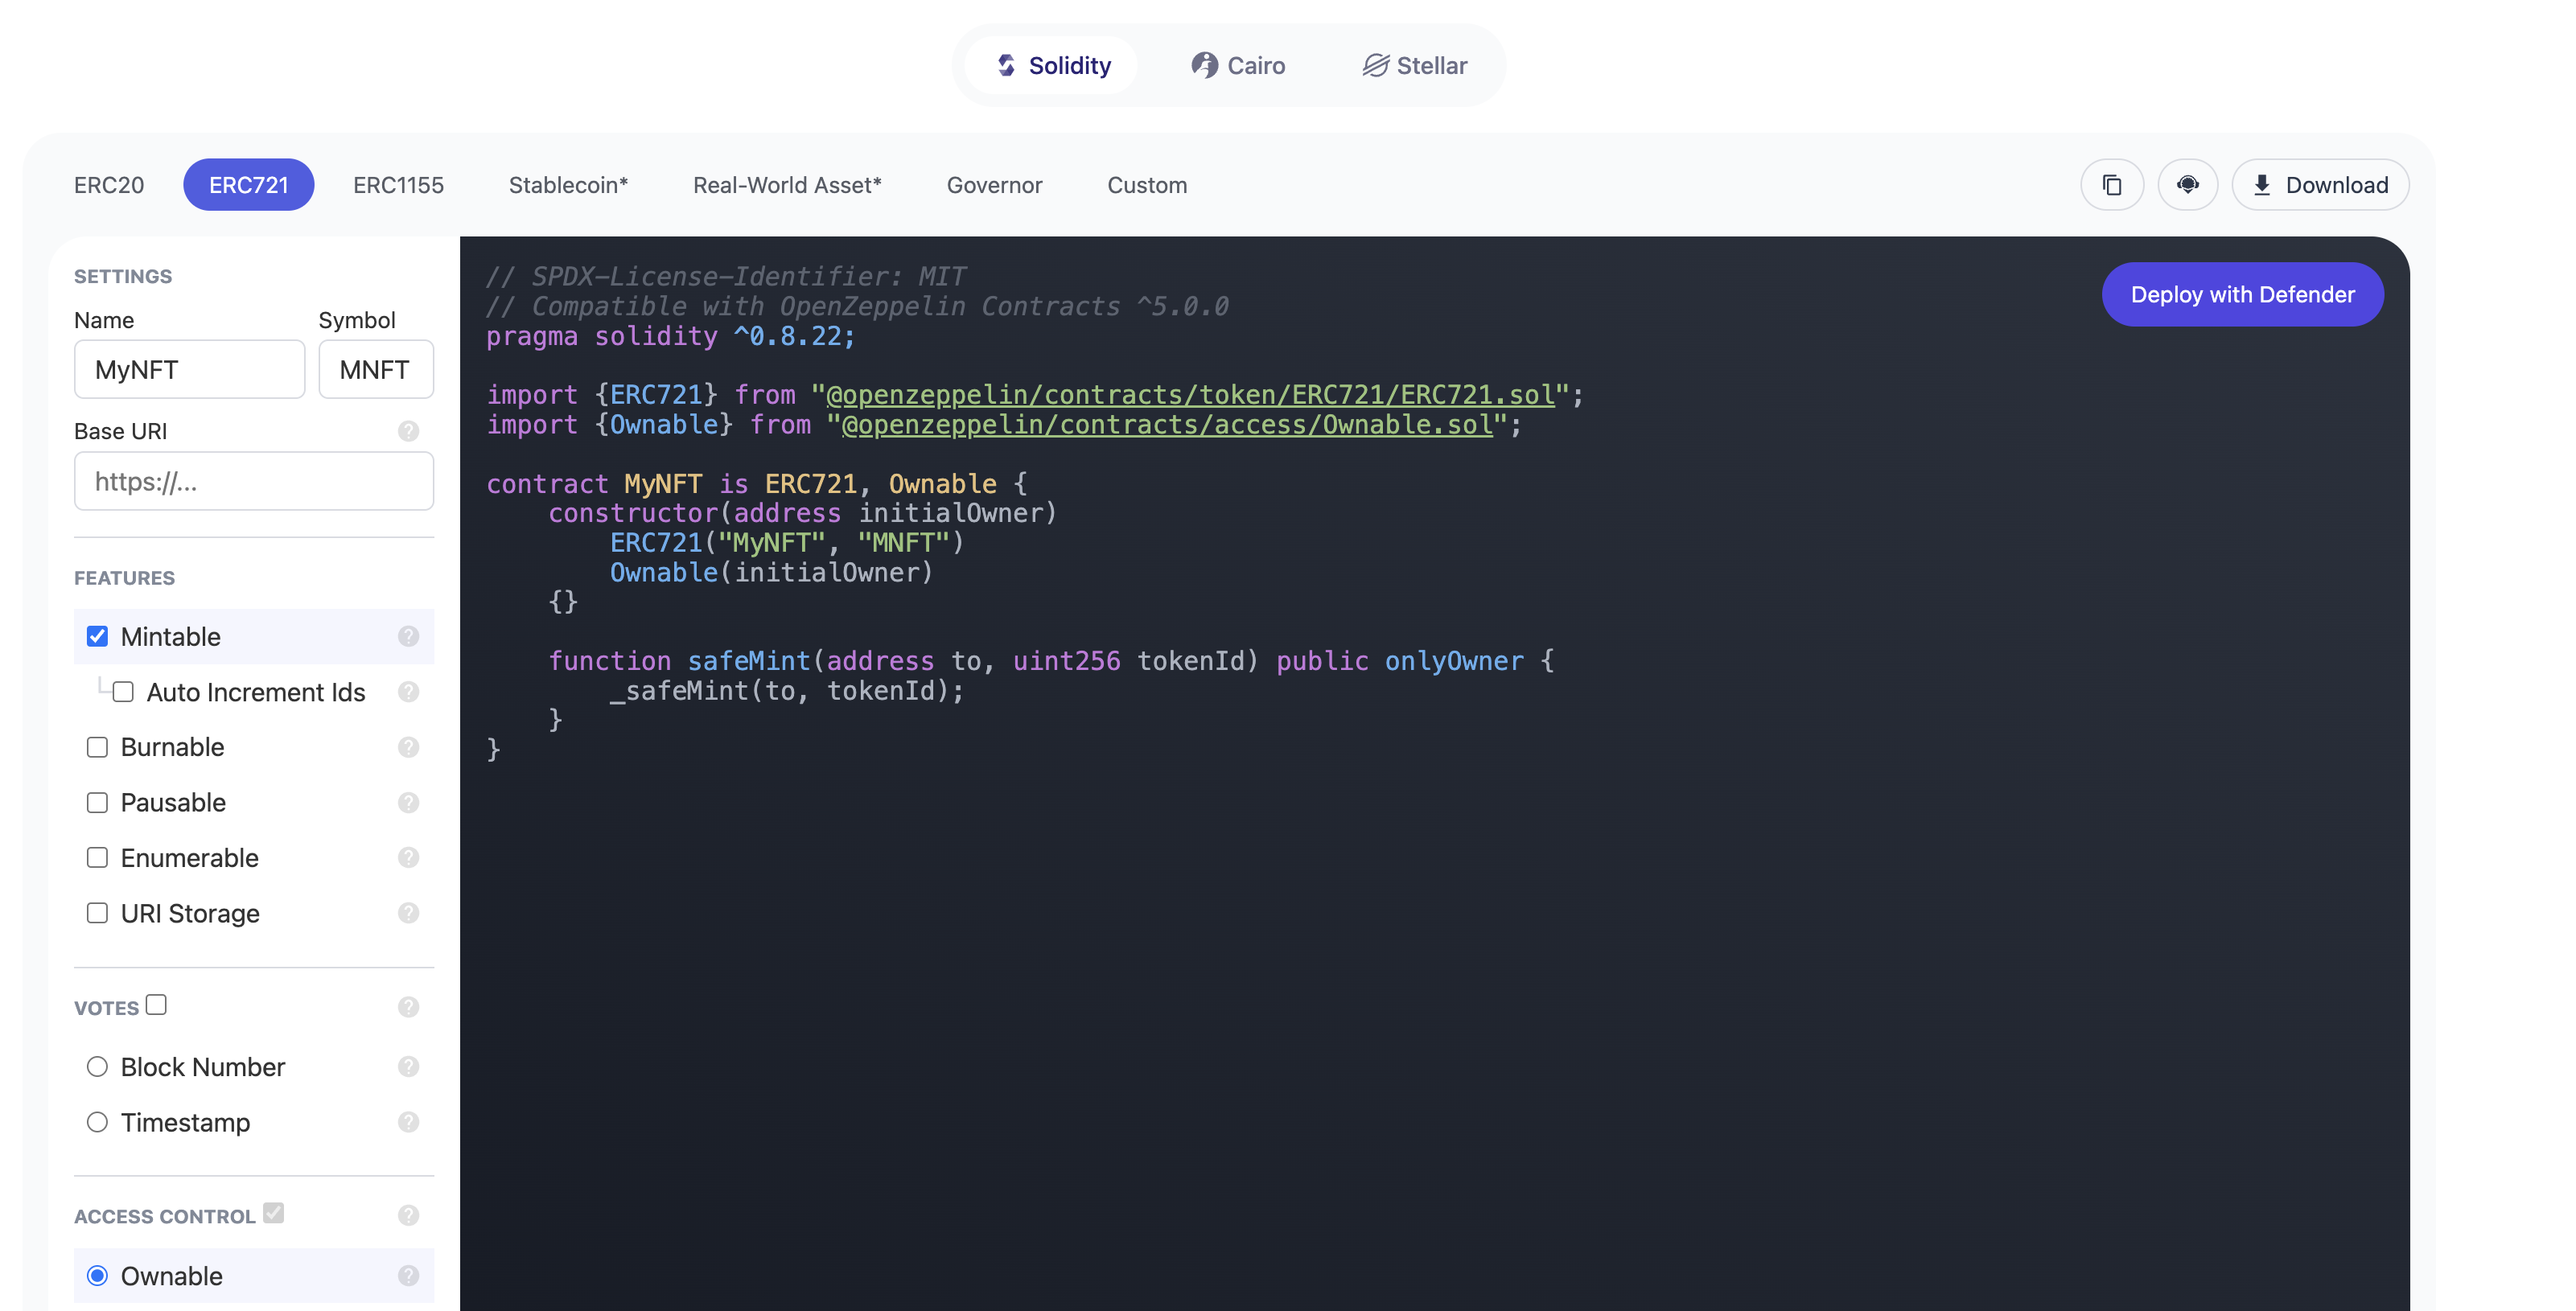 Solidity
Cairo
Stellar
ERC20
ERC721
ERC1155
Stablecoin*
Real-World Asset*
Governor
Custom
Download
SETTINGS
Name
Symbol
MyNFT
MNFT
Base URI
?
https://...
FEATURES
Mintable
?
Auto Increment Ids
?
Burnable
?
Pausable
?
Enumerable
?
URI Storage
?
VOTES
?
Block Number
?
Timestamp
?
ACCESS CONTROL
?
Ownable
?
Deploy with Defender
// SPDX-License-Identifier: MIT
// Compatible with OpenZeppelin Contracts ^5.0.0
pragma solidity ^0.8.22;
import {ERC721} from "@openzeppelin/contracts/token/ERC721/ERC721.sol";
import {Ownable} from "@openzeppelin/contracts/access/Ownable.sol";
contract MyNFT is ERC721, Ownable {
    constructor(address initialOwner)
        ERC721("MyNFT", "MNFT")
        Ownable(initialOwner)
    {}
    function safeMint(address to, uint256 tokenId) public onlyOwner {
        _safeMint(to, tokenId);
    }
}